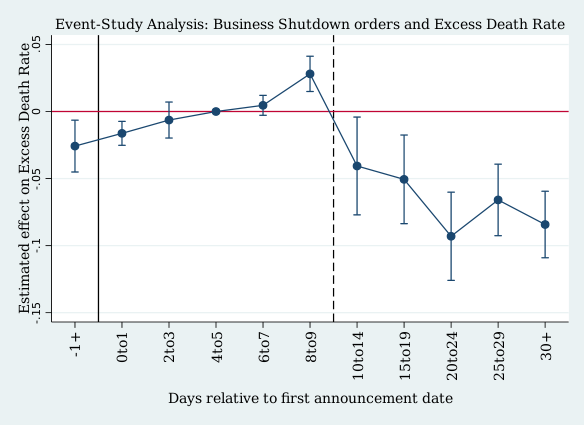 Event-Study Analysis: Business Shutdown orders and Excess Death Rate
Estimated effect on Excess Death Rate
.05
0
-.05
-.1
-.15
-1+
0to1
2to3
4to5
6to7
8to9
10to14
15to19
20to24
25to29
30+
Days relative to first announcement date